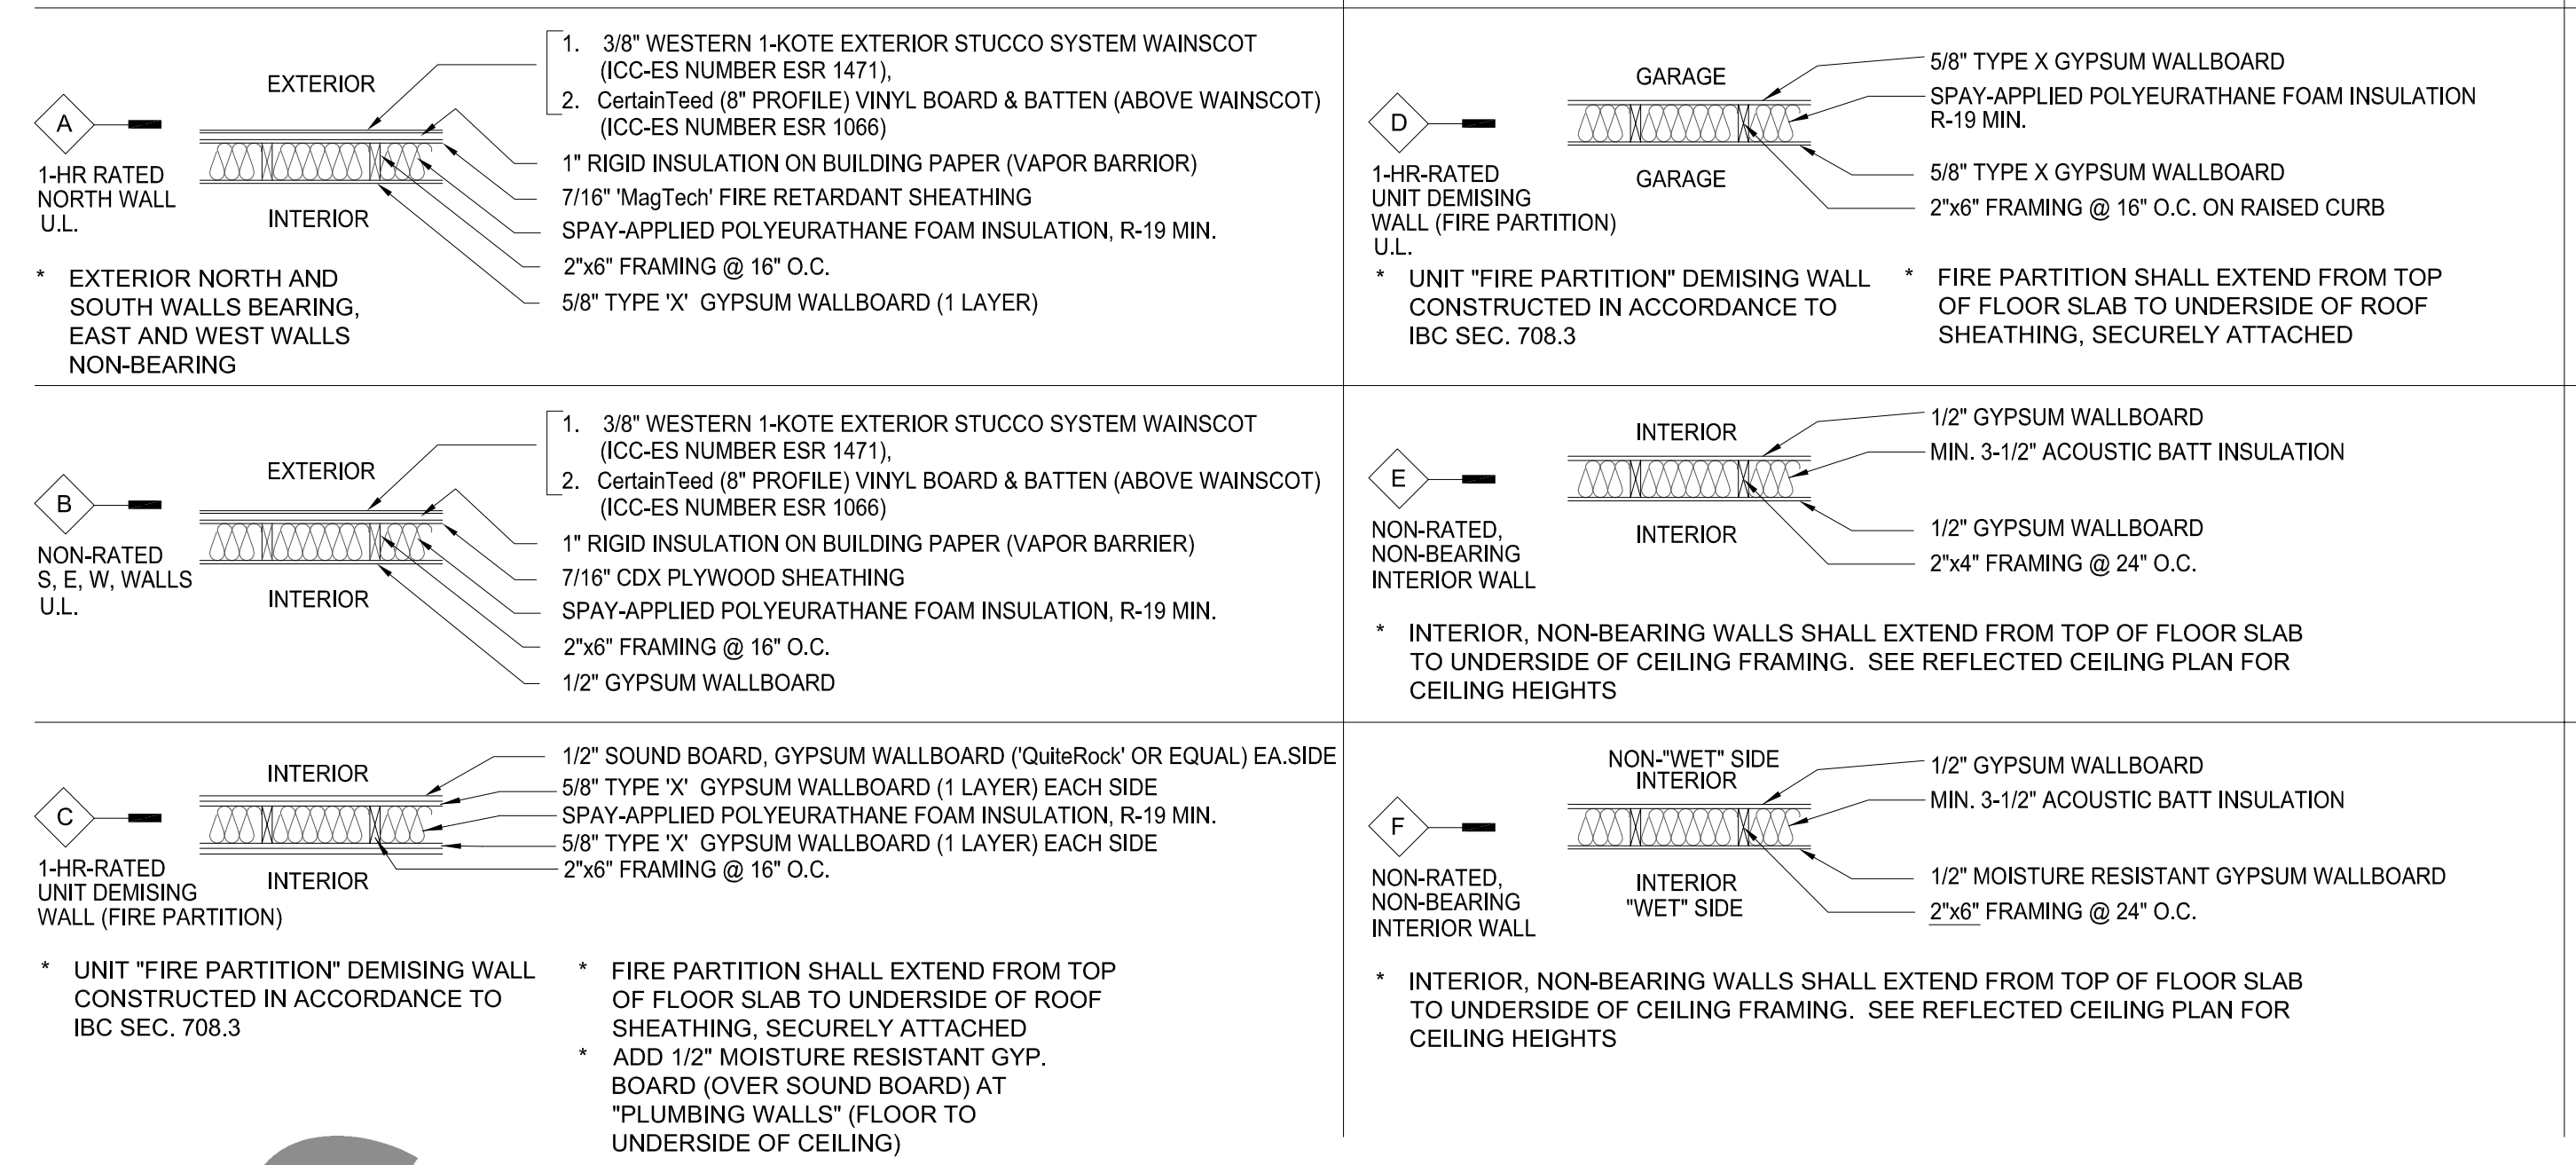 A
1-HR RATED
NORTH WALL
U.L.
EXTERIOR
INTERIOR
1. 3/8" WESTERN 1-KOTE EXTERIOR STUCCO SYSTEM WAINSCOT
(ICC-ES NUMBER ESR 1471),
2. CertainTeed (8" PROFILE) VINYL BOARD & BATTEN (ABOVE WAINSCOT)
(ICC-ES NUMBER ESR 1066)
1" RIGID INSULATION ON BUILDING PAPER (VAPOR BARRIOR)
7/16" 'MagTech' FIRE RETARDANT SHEATHING
SPAY-APPLIED POLYEURATHANE FOAM INSULATION, R-19 MIN.
2"x6" FRAMING @ 16" O.C.
5/8" TYPE 'X' GYPSUM WALLBOARD (1 LAYER)
* EXTERIOR NORTH AND
SOUTH WALLS BEARING,
EAST AND WEST WALLS
NON-BEARING
B
NON-RATED
S, E, W, WALLS
U.L.
EXTERIOR
INTERIOR
1. 3/8" WESTERN 1-KOTE EXTERIOR STUCCO SYSTEM WAINSCOT
(ICC-ES NUMBER ESR 1471),
2. CertainTeed (8" PROFILE) VINYL BOARD & BATTEN (ABOVE WAINSCOT)
(ICC-ES NUMBER ESR 1066)
1" RIGID INSULATION ON BUILDING PAPER (VAPOR BARRIER)
7/16" CDX PLYWOOD SHEATHING
SPAY-APPLIED POLYEURATHANE FOAM INSULATION, R-19 MIN.
2"x6" FRAMING @ 16" O.C.
1/2" GYPSUM WALLBOARD
C
1-HR-RATED
UNIT DEMISING
WALL (FIRE PARTITION)
INTERIOR
INTERIOR
1/2" SOUND BOARD, GYPSUM WALLBOARD ('QuiteRock' OR EQUAL) EA.SIDE
5/8" TYPE 'X' GYPSUM WALLBOARD (1 LAYER) EACH SIDE
SPAY-APPLIED POLYEURATHANE FOAM INSULATION, R-19 MIN.
5/8" TYPE 'X' GYPSUM WALLBOARD (1 LAYER) EACH SIDE
2"x6" FRAMING @ 16" O.C.
* UNIT "FIRE PARTITION" DEMISING WALL
CONSTRUCTED IN ACCORDANCE TO
IBC SEC. 708.3
* FIRE PARTITION SHALL EXTEND FROM TOP
OF FLOOR SLAB TO UNDERSIDE OF ROOF
SHEATHING, SECURELY ATTACHED
* ADD 1/2" MOISTURE RESISTANT GYP.
BOARD (OVER SOUND BOARD) AT
"PLUMBING WALLS" (FLOOR TO
UNDERSIDE OF CEILING)
D
1-HR-RATED
UNIT DEMISING
WALL (FIRE PARTITION)
U.L.
GARAGE
GARAGE
5/8" TYPE X GYPSUM WALLBOARD
SPAY-APPLIED POLYEURATHANE FOAM INSULATION
R-19 MIN.
5/8" TYPE X GYPSUM WALLBOARD
2"x6" FRAMING @ 16" O.C. ON RAISED CURB
* UNIT "FIRE PARTITION" DEMISING WALL
CONSTRUCTED IN ACCORDANCE TO
IBC SEC. 708.3
* FIRE PARTITION SHALL EXTEND FROM TOP
OF FLOOR SLAB TO UNDERSIDE OF ROOF
SHEATHING, SECURELY ATTACHED
E
NON-RATED,
NON-BEARING
INTERIOR WALL
INTERIOR
INTERIOR
1/2" GYPSUM WALLBOARD
MIN. 3-1/2" ACOUSTIC BATT INSULATION
1/2" GYPSUM WALLBOARD
2"x4" FRAMING @ 24" O.C.
* INTERIOR, NON-BEARING WALLS SHALL EXTEND FROM TOP OF FLOOR SLAB
TO UNDERSIDE OF CEILING FRAMING. SEE REFLECTED CEILING PLAN FOR
CEILING HEIGHTS
F
NON-RATED,
NON-BEARING
INTERIOR WALL
NON-"WET" SIDE
INTERIOR
INTERIOR
"WET" SIDE
1/2" GYPSUM WALLBOARD
MIN. 3-1/2" ACOUSTIC BATT INSULATION
1/2" MOISTURE RESISTANT GYPSUM WALLBOARD
2"x6" FRAMING @ 24" O.C.
* INTERIOR, NON-BEARING WALLS SHALL EXTEND FROM TOP OF FLOOR SLAB
TO UNDERSIDE OF CEILING FRAMING. SEE REFLECTED CEILING PLAN FOR
CEILING HEIGHTS